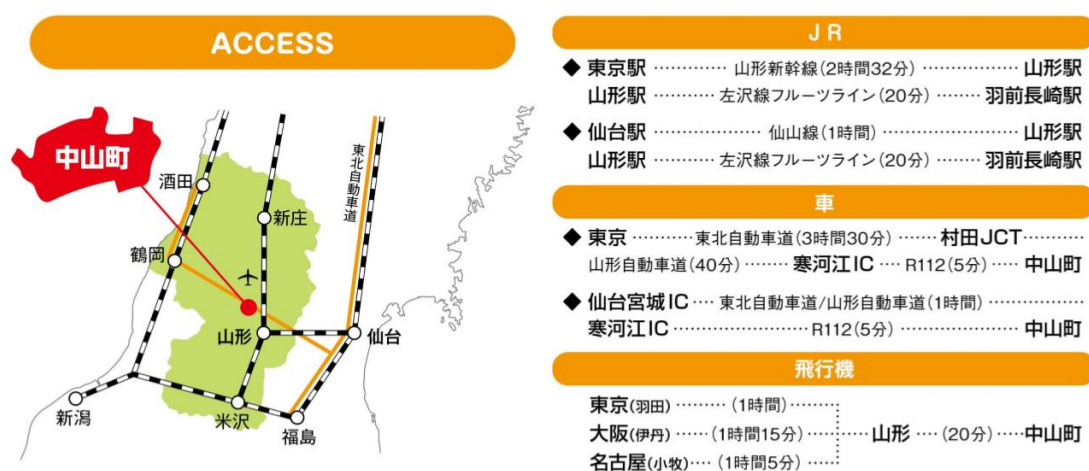 ACCESS
中山町
酒田
鶴岡
新庄
東北自動車道
山形
仙台
新潟
米沢
福島
JR
◆ 東京駅 ………… 山形新幹線(2時間32分) ………… 山形駅
山形駅 ……… 左沢線フルーツライン(20分) ……… 羽前長崎駅
◆ 仙台駅 ……………… 仙山線(1時間) ……………… 山形駅
山形駅 ……… 左沢線フルーツライン(20分) ……… 羽前長崎駅
車
◆ 東京 ………… 東北自動車道(3時間30分) …… 村田JCT …………
山形自動車道(40分) …… 寒河江IC …… R112(5分) …… 中山町
◆ 仙台宮城IC …… 東北自動車道/山形自動車道(1時間) …………
寒河江IC ……………… R112(5分) ……………… 中山町
飛行機
東京(羽田) ……… (1時間) ………
大阪(伊丹) …… (1時間15分) …… 山形 …… (20分) …… 中山町
名古屋(小牧) …… (1時間5分) ……